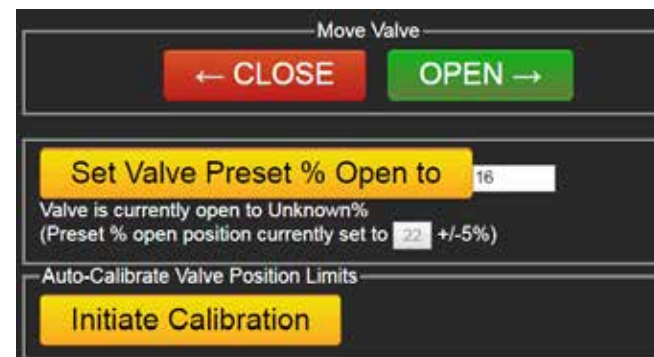 Move Valve
← CLOSE OPEN →
Set Valve Preset % Open to 16
Valve is currently open to Unknown%
(Preset % open position currently set to 22 +/-5%)
Auto-Calibrate Valve Position Limits
Initiate Calibration